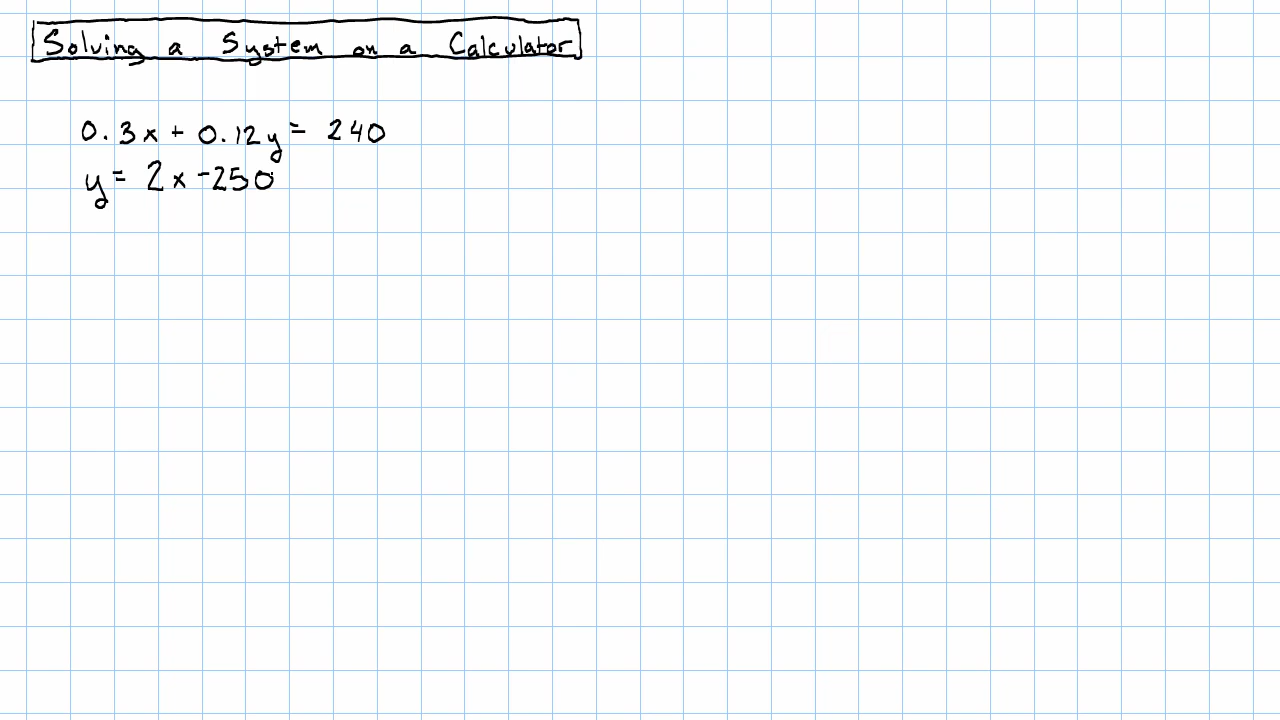 Solving a System on a Calculator
0.3x + 0.12y = 240
y = 2x - 250